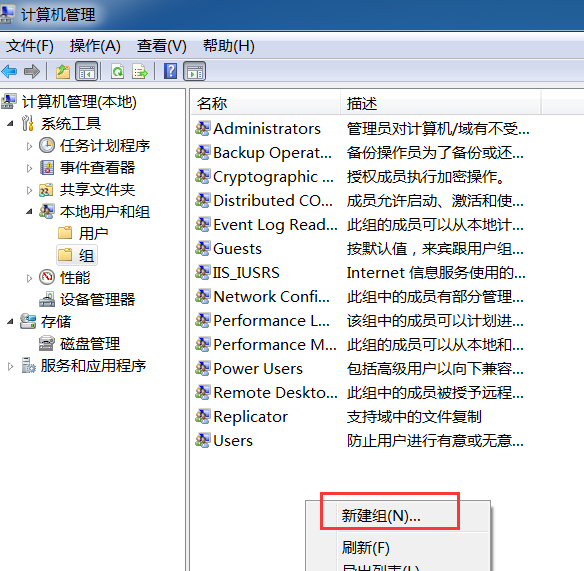 计算机管理
文件(F) 操作(A) 查看(V) 帮助(H)
计算机管理(本地)
系统工具
任务计划程序
事件查看器
共享文件夹
本地用户和组
用户
组
性能
设备管理器
存储
磁盘管理
服务和应用程序
名称 描述
Administrators 管理员对计算机/域有不受...
Backup Operat... 备份操作员为了备份或还...
Cryptographic ... 授权成员执行加密操作。
Distributed CO... 成员允许启动、激活和使...
Event Log Read... 此组的成员可以从本地计...
Guests 按默认值，来宾跟用户组...
IIS_IUSRS Internet 信息服务使用的...
Network Confi... 此组中的成员有部分管理...
Performance L... 该组中的成员可以计划进...
Performance M... 此组的成员可以从本地和...
Power Users 包括高级用户以向下兼容...
Remote Deskto... 此组中的成员被授予远程...
Replicator 支持域中的文件复制
Users 防止用户进行有意或无意...
新建组(N)...
刷新(F)
导出列表(L)...